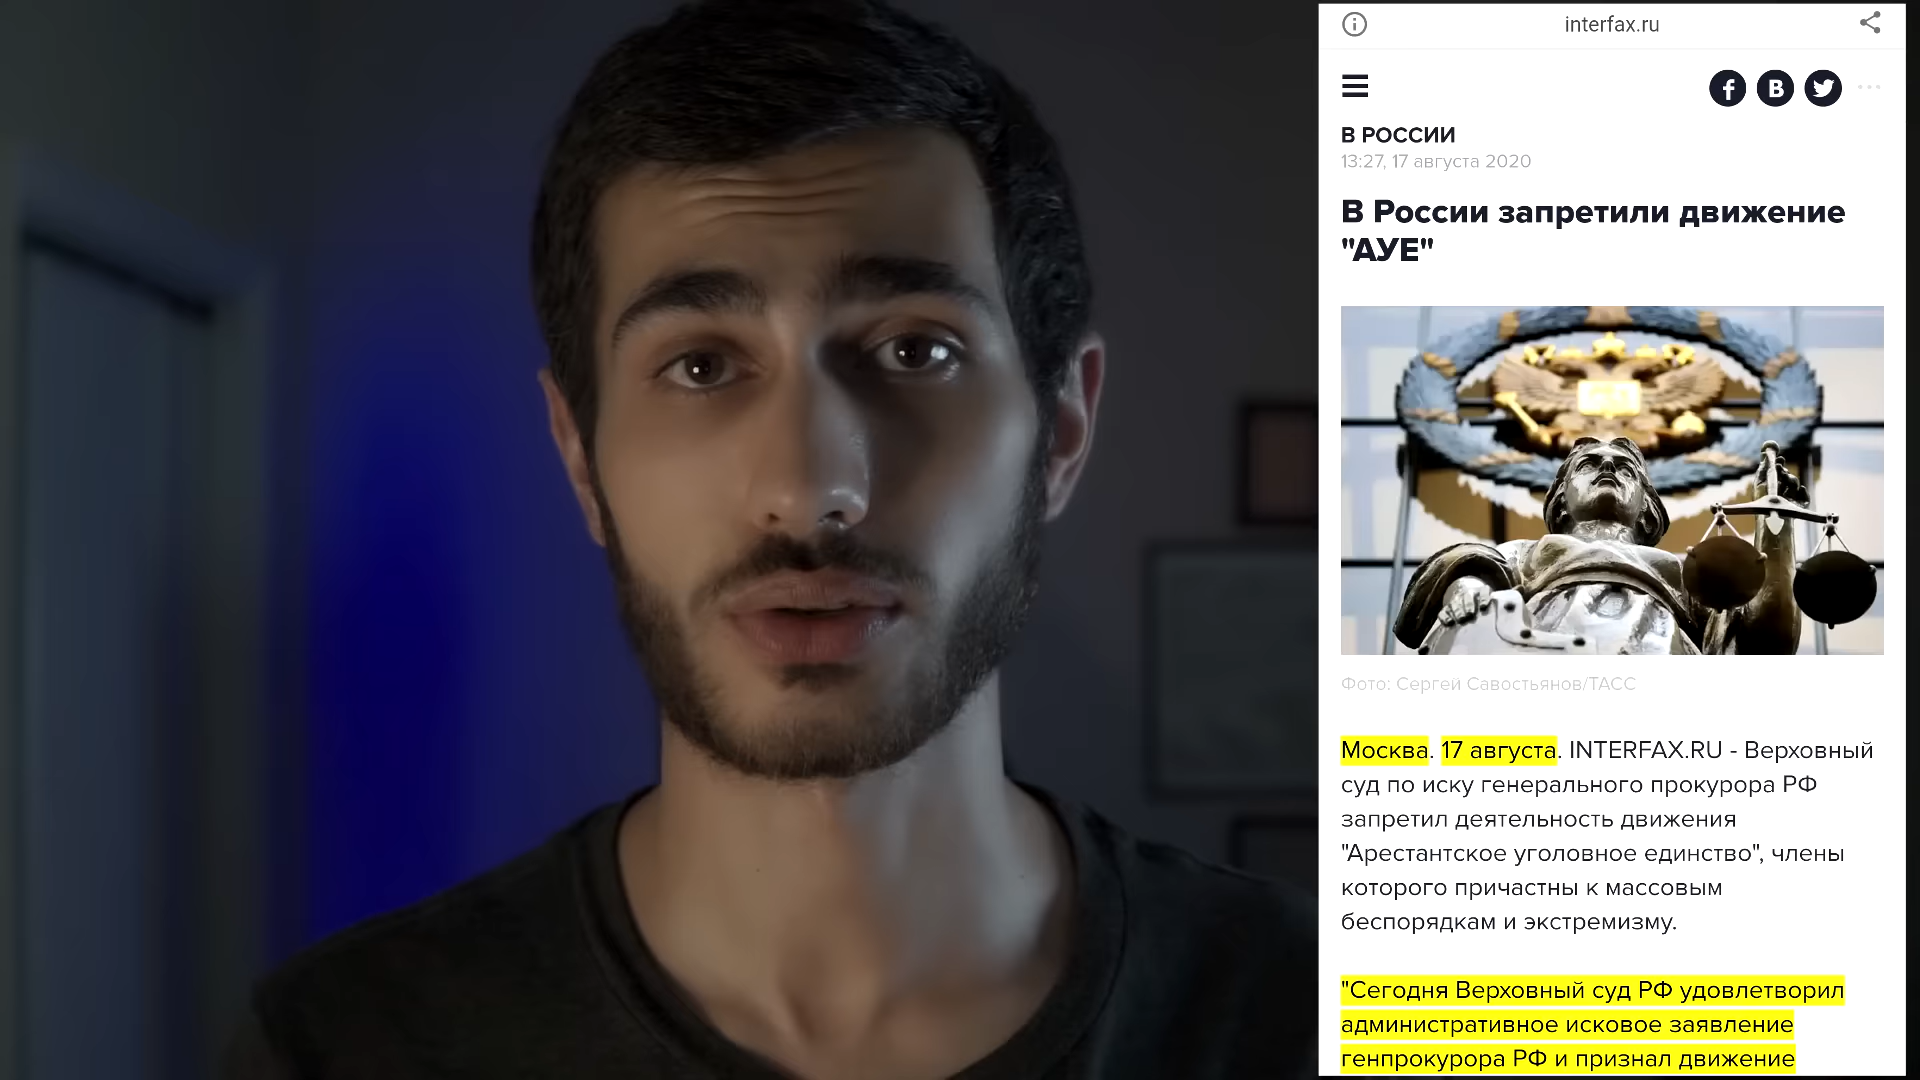 interfax.ru
В РОССИИ
13:27, 17 августа 2020
В России запретили движение
"АУЕ"
Фото: Сергей Савостьянов/ТАСС
Москва. 17 августа. INTERFAX.RU - Верховный
суд по иску генерального прокурора РФ
запретил деятельность движения
"Арестантское уголовное единство", члены
которого причастны к массовым
беспорядкам и экстремизму.
"Сегодня Верховный суд РФ удовлетворил
административное исковое заявление
генпрокурора РФ и признал движение